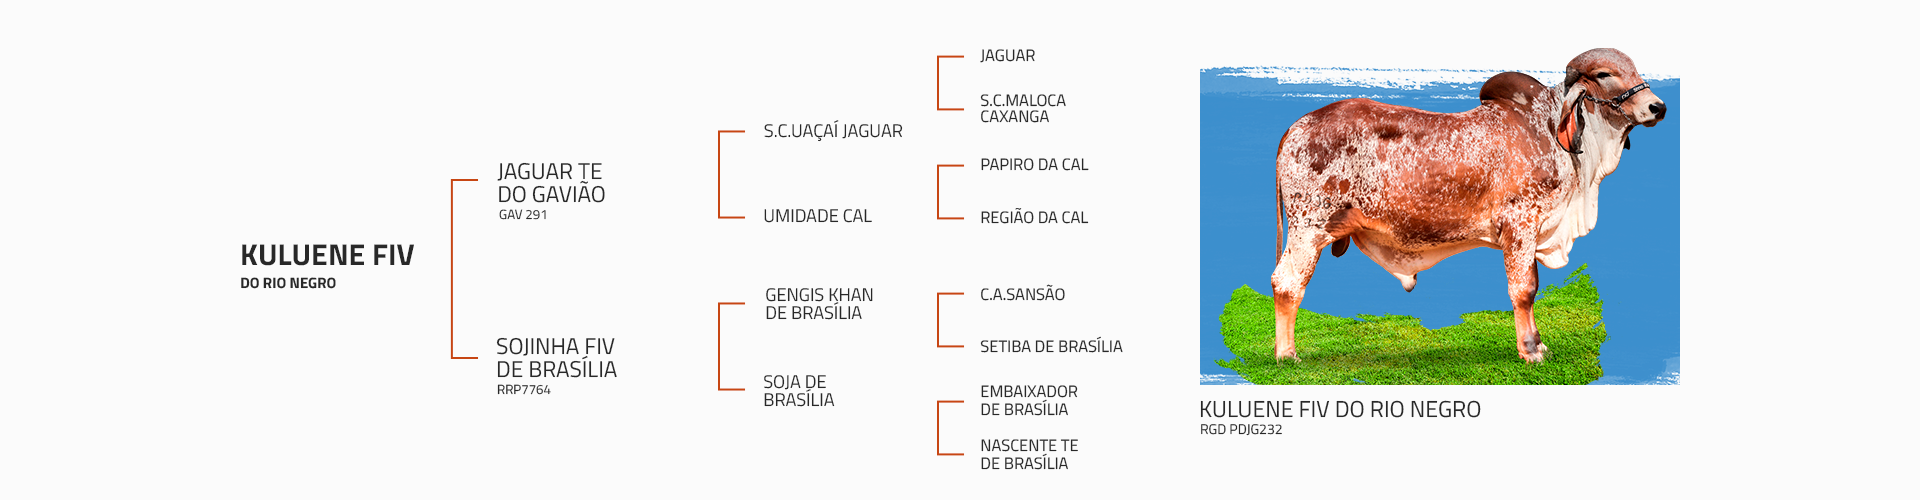 KULUENE FIV
DO RIO NEGRO
JAGUAR TE
DO GAVIÃO
GAV 291
SOJINHA FIV
DE BRASÍLIA
RRP7764
S.C.UAÇAÍ JAGUAR
UMIDADE CAL
GENGIS KHAN
DE BRASÍLIA
SOJA DE
BRASÍLIA
JAGUAR
S.C.MALOCA
CAXANGA
PAPIRO DA CAL
REGIÃO DA CAL
C.A.SANSÃO
SETIBA DE BRASÍLIA
EMBAIXADOR
DE BRASÍLIA
NASCENTE TE
DE BRASÍLIA
KULUENE FIV DO RIO NEGRO
RGD PDJG232